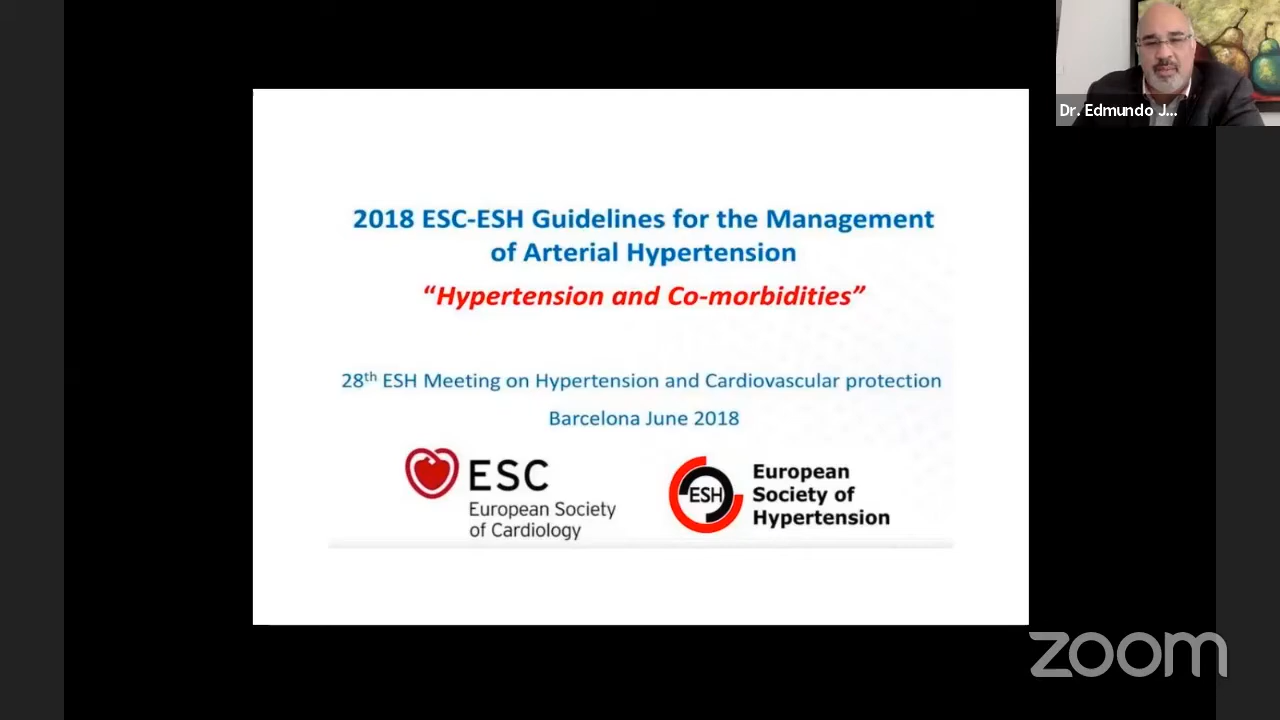 Dr. Edmundo J...
2018 ESC-ESH Guidelines for the Management
of Arterial Hypertension
“Hypertension and Co-morbidities”
28th ESH Meeting on Hypertension and Cardiovascular protection
Barcelona June 2018
ESC
European Society
of Cardiology
ESH
European
Society of
Hypertension
zoom